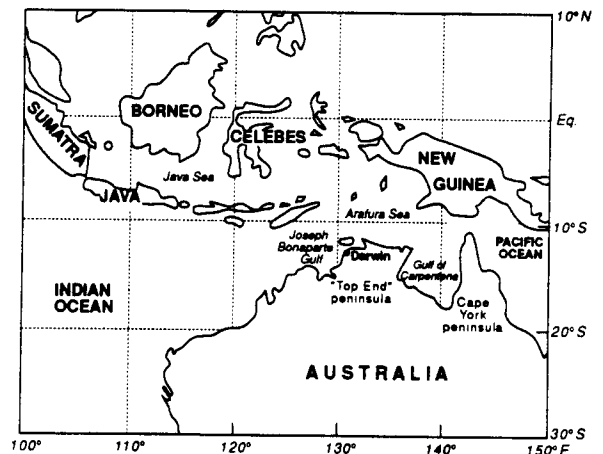 10°N
BORNEO
SUMATRA
CELEBES
Eq.
NEW
GUINEA
Java Sea
JAVA
Arafura Sea
10°S
Joseph
Bonaparte
Gulf
Darwin
PACIFIC
OCEAN
Gulf of
Carpentaria
"Top End"
peninsula
INDIAN
OCEAN
Cape
York
peninsula
20°S
AUSTRALIA
30°S
100° 110° 120° 130° 140° 150°E